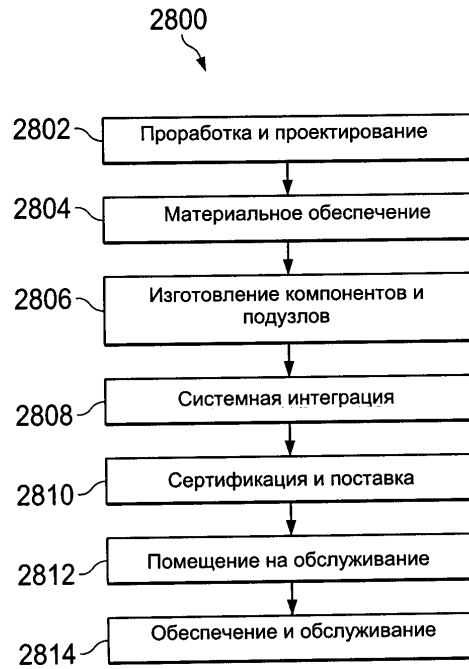 2800
2802
Проработка и проектирование
2804
Материальное обеспечение
2806
Изготовление компонентов и
подузлов
2808
Системная интеграция
2810
Сертификация и поставка
2812
Помещение на обслуживание
2814
Обеспечение и обслуживание